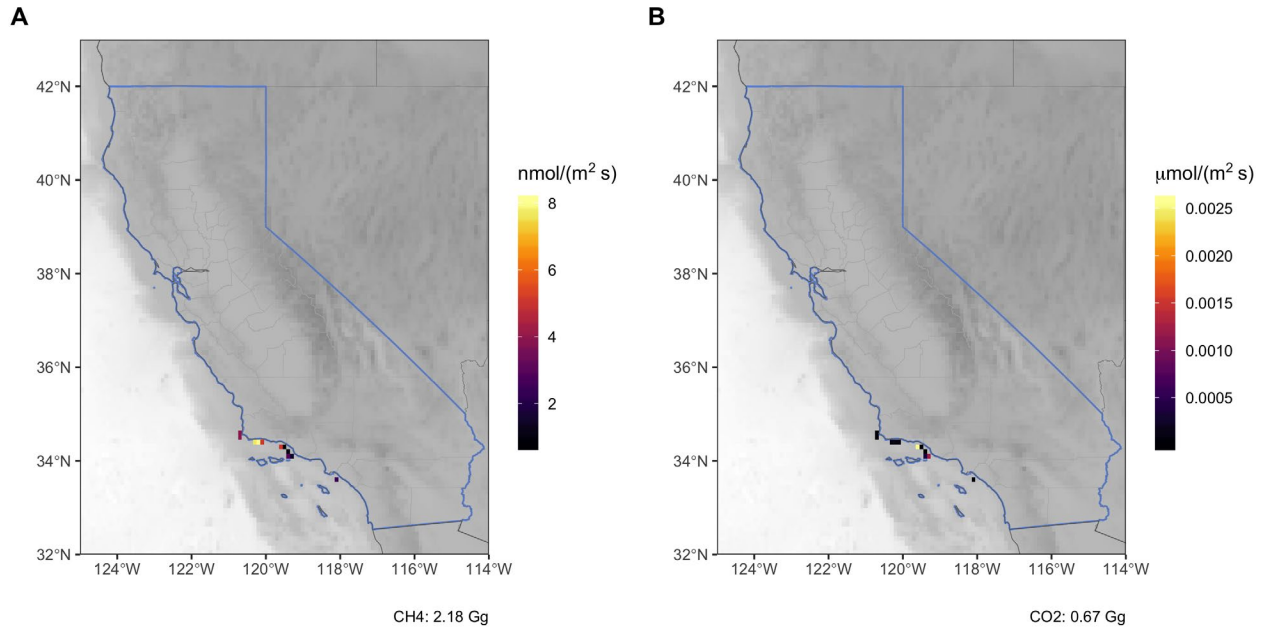 A
42°N
40°N
38°N
36°N
34°N
32°N
124°W 122°W 120°W 118°W 116°W 114°W
nmol/(m² s)
8
6
4
2
CH4: 2.18 Gg
B
42°N
40°N
38°N
36°N
34°N
32°N
124°W 122°W 120°W 118°W 116°W 114°W
μmol/(m² s)
0.0025
0.0020
0.0015
0.0010
0.0005
CO2: 0.67 Gg